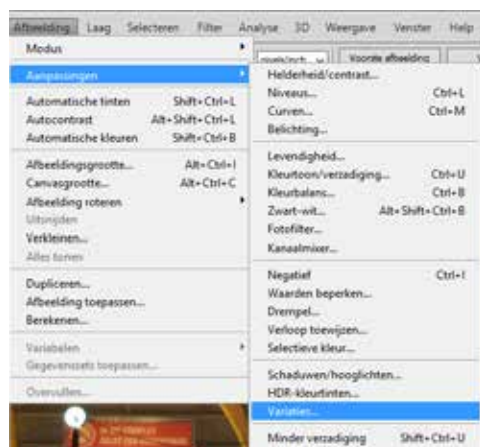 Afbeelding Laag Selecteren Filter Analyse 3D Weergave Venster Help
Modus
pixels/inch Voorste afbeelding
Aanpassingen
Automatische tinten Shift+Ctrl+L
Autocontrast Alt+Shift+Ctrl+L
Automatische kleuren Shift+Ctrl+B
Afbeeldingsgrootte... Alt+Ctrl+I
Canvasgrootte... Alt+Ctrl+C
Afbeelding roteren
Uitsnijden
Verkleinen...
Alles tonen
Dupliceren...
Afbeelding toepassen...
Berekenen...
Variabelen
Gegevenssets toepassen...
Overvullen...
Helderheid/contrast...
Niveaus... Ctrl+L
Curven... Ctrl+M
Belichting...
Levendigheid...
Kleurtoon/verzadiging... Ctrl+U
Kleurbalans... Ctrl+B
Zwart-wit... Alt+Shift+Ctrl+B
Fotofilter...
Kanaalmixer...
Negatief Ctrl+I
Waarden beperken...
Drempel...
Verloop toewijzen...
Selectieve kleur...
Schaduwen/hooglichten...
HDR-kleurtinten...
Variaties...
Minder verzadiging Shift+Ctrl+U